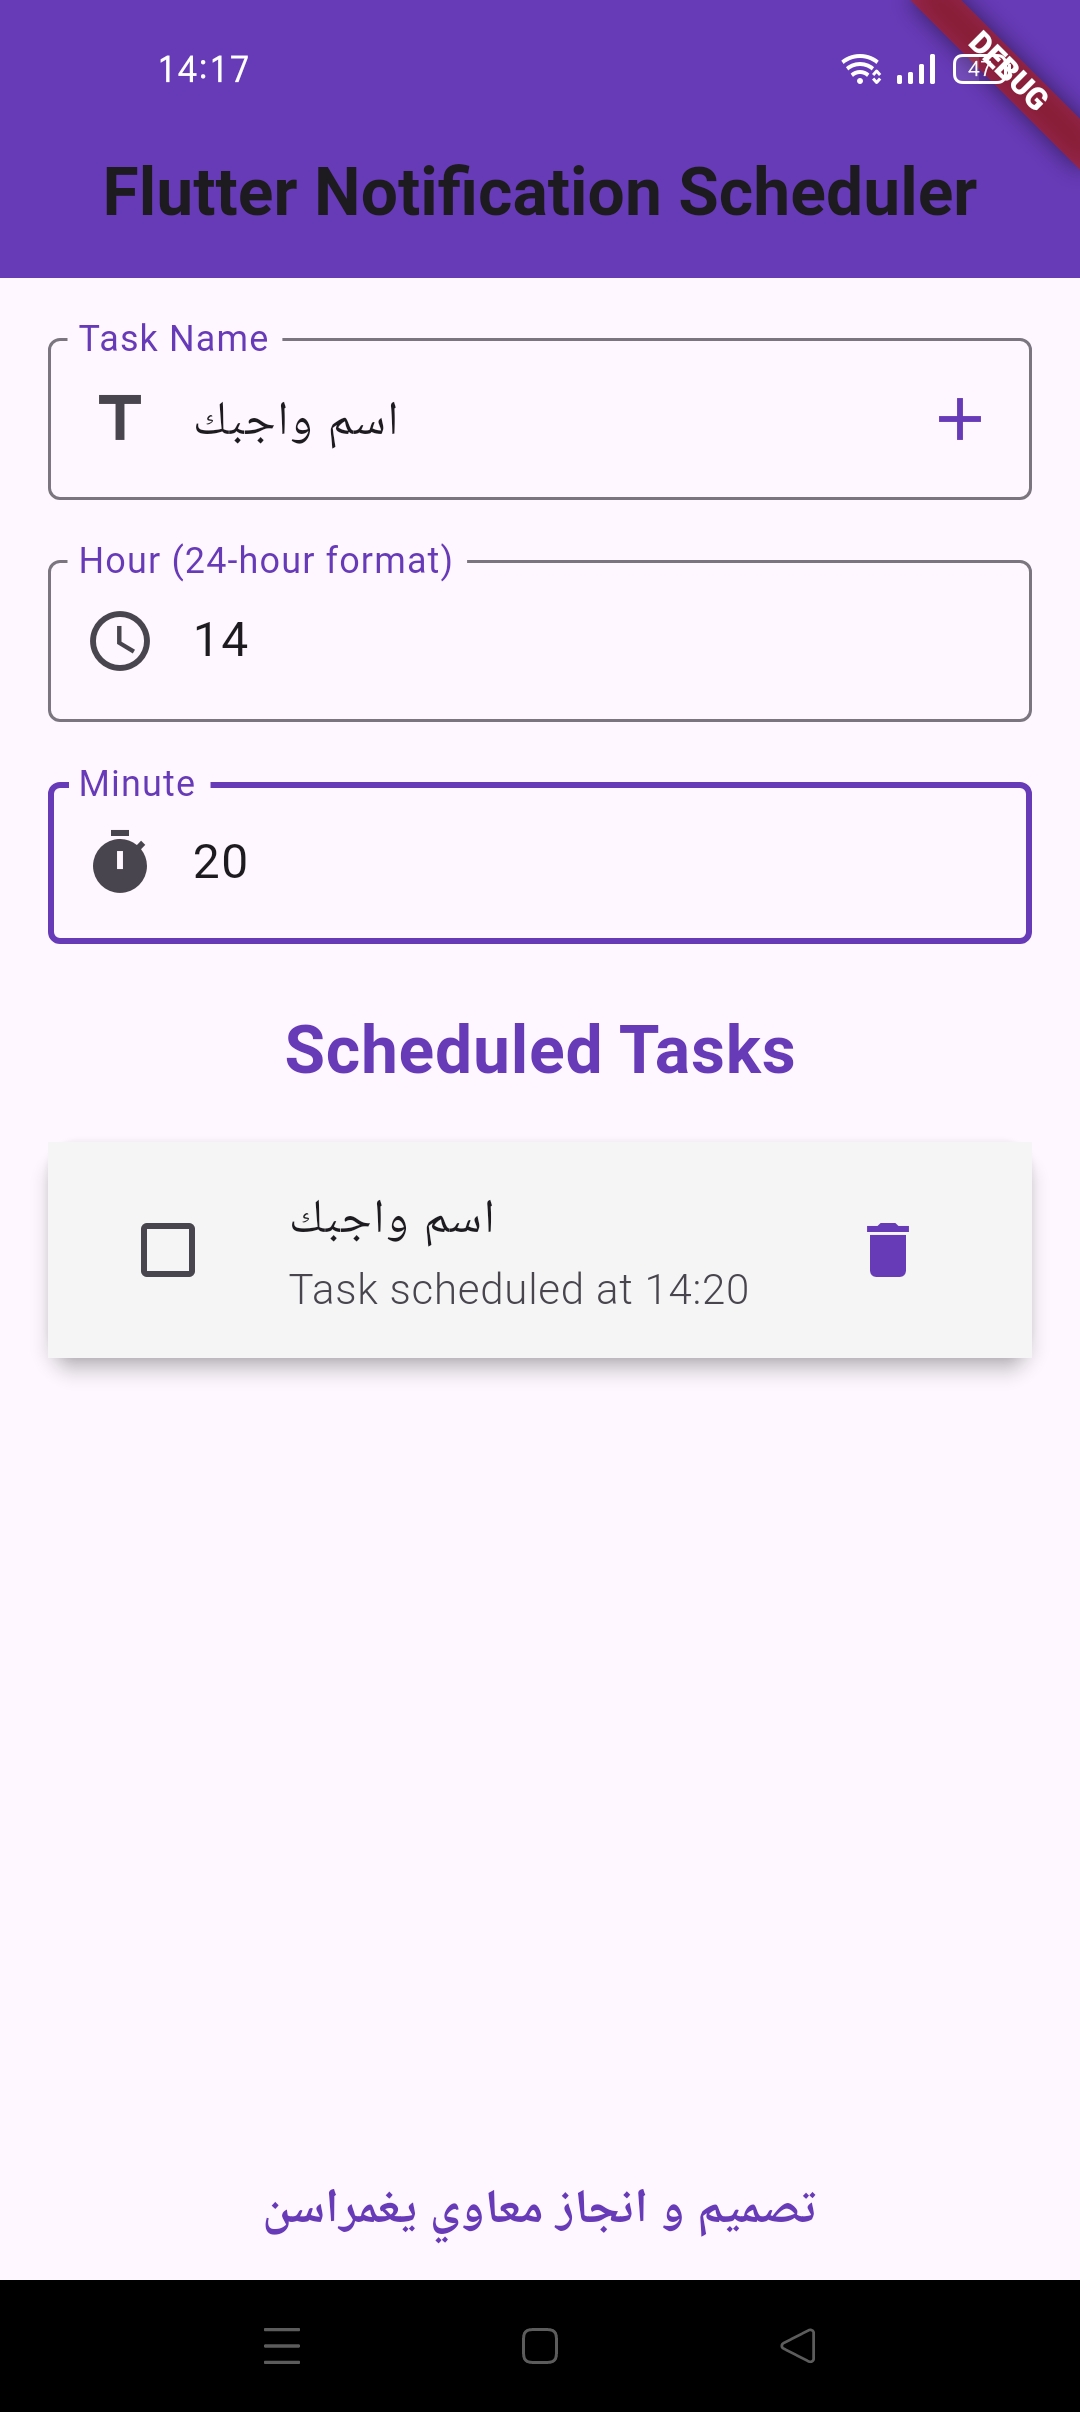 14:17
47
DEBUG
Flutter Notification Scheduler
Task Name
اسم واجبك
Hour (24-hour format)
14
Minute
20
Scheduled Tasks
اسم واجبك
Task scheduled at 14:20
تصميم و انجاز معاوي يغمراسن